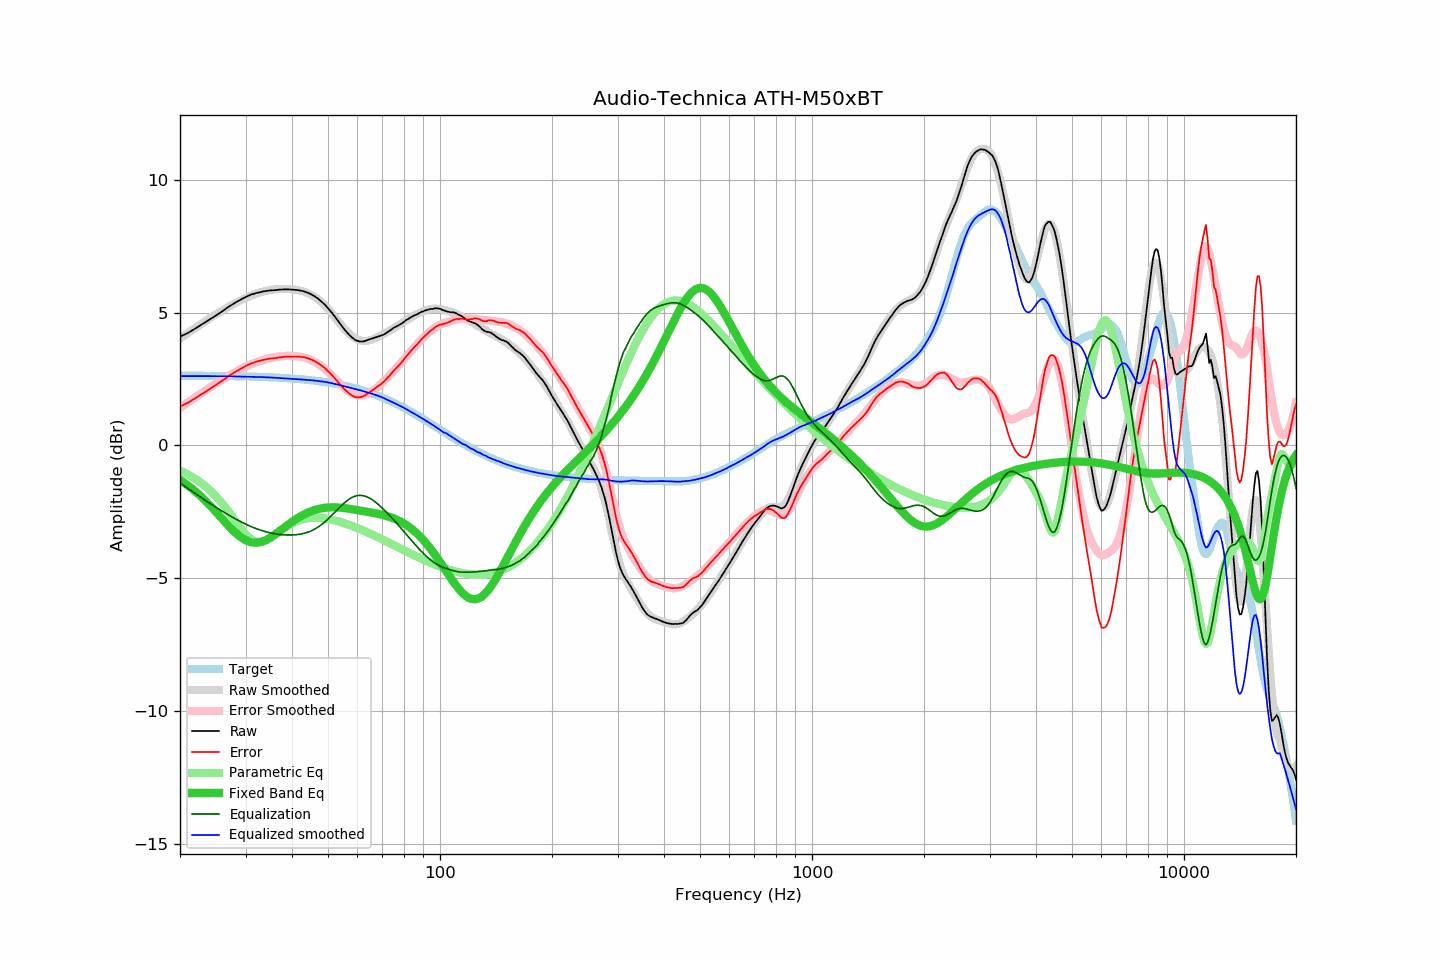 Audio-Technica ATH-M50xBT
10
5
0
−5
−10
−15
Amplitude (dBr)
Target
Raw Smoothed
Error Smoothed
Raw
Error
Parametric Eq
Fixed Band Eq
Equalization
Equalized smoothed
100
1000
10000
Frequency (Hz)